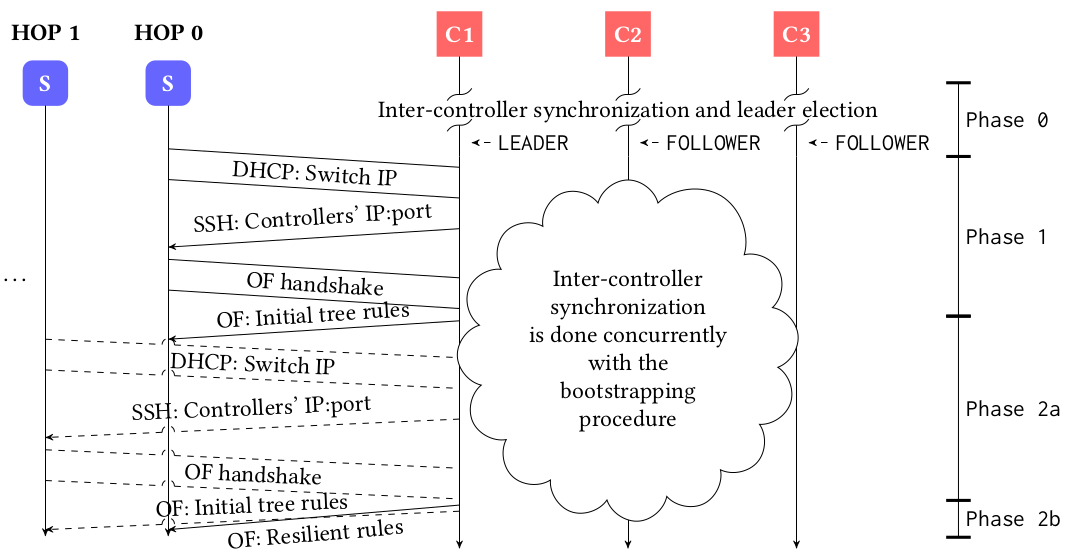 HOP 1
HOP 0
C1
C2
C3
S
S
Inter-controller synchronization and leader election
Phase 0
LEADER
FOLLOWER
FOLLOWER
DHCP: Switch IP
SSH: Controllers’ IP:port
Phase 1
...
OF handshake
OF: Initial tree rules
Inter-controller
synchronization
is done concurrently
with the
bootstrapping
procedure
DHCP: Switch IP
SSH: Controllers’ IP:port
Phase 2a
OF handshake
OF: Initial tree rules
OF: Resilient rules
Phase 2b